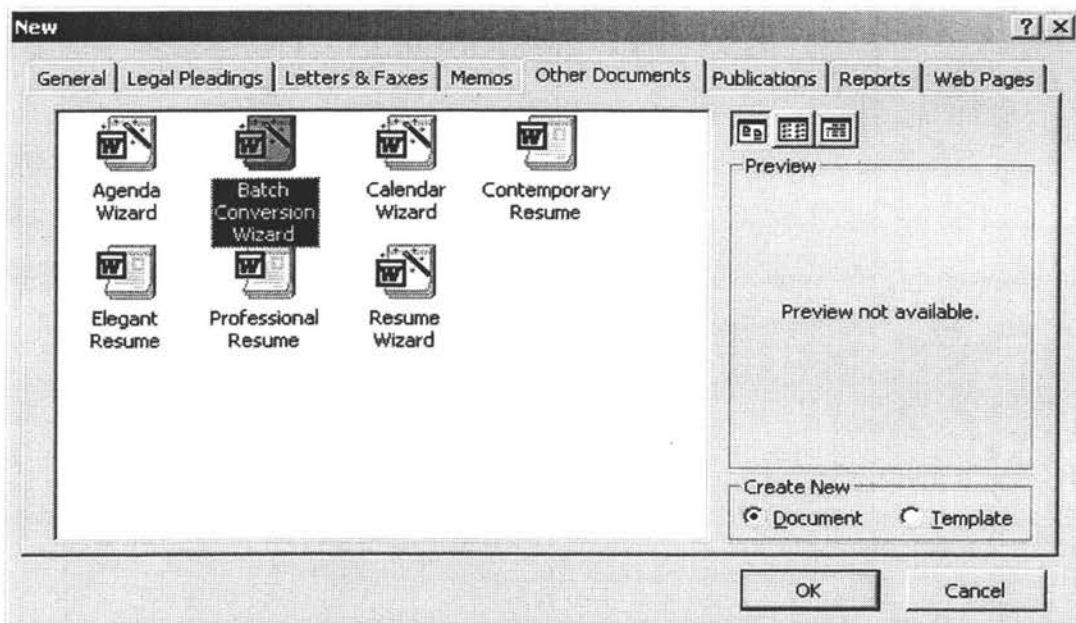 New
General Legal Pleadings Letters & Faxes Memos Other Documents Publications Reports Web Pages
Agenda Wizard
Batch Conversion Wizard
Calendar Wizard
Contemporary Resume
Elegant Resume
Professional Resume
Resume Wizard
Preview
Preview not available.
Create New
Document Template
OK Cancel